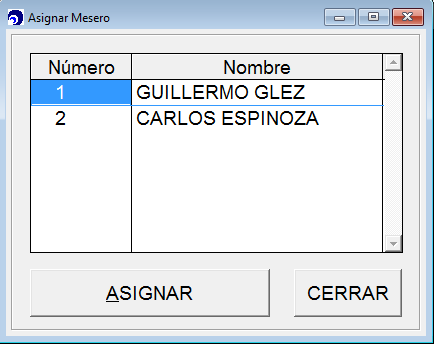 Asignar Mesero
Número Nombre
1 GUILLERMO GLEZ
2 CARLOS ESPINOZA
ASIGNAR CERRAR